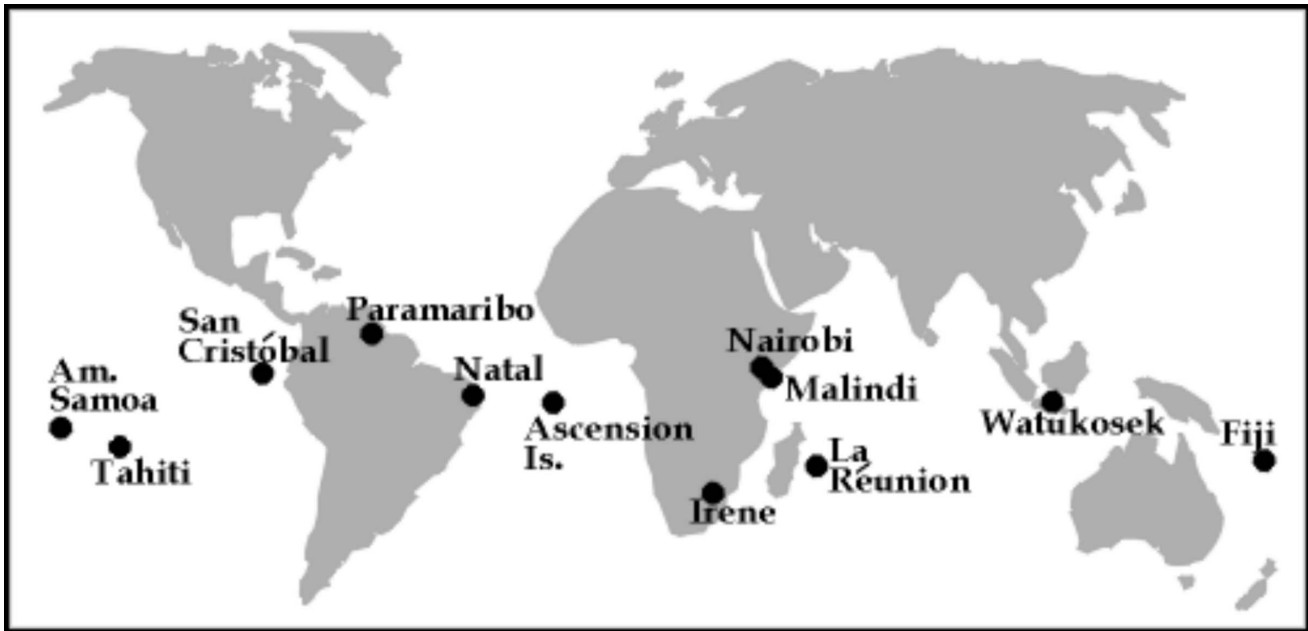 Paramaribo
San
Cristóbal
Nairobi
Am.
Samoa
Natal
Malindi
Ascension
Is.
Watukosek
Fiji
Tahiti
La
Réunion
Irene